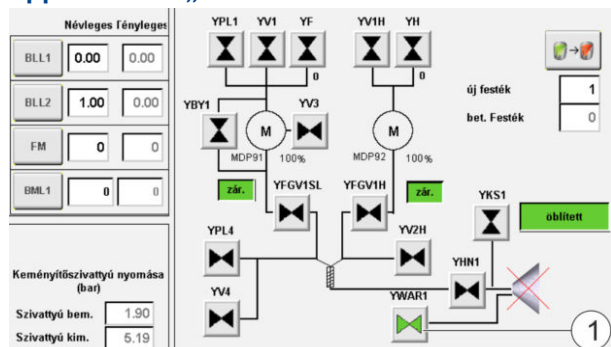 Névleges Tényleges
BLL1 0.00 0.00
BLL2 1.00 0.00
FM 0 0
BML1 0 0
Keményítőszivattyú nyomása
(bar)
Szivattyú bem. 1.90
Szivattyú kim. 5.19
YPL1 YV1 YF YV1H YH
0 0
YBY1 YV3
M M
MDP91 100% MDP92 100%
zár. zár.
YFGV1SL YFGV1H
YPL4 YV2H
YV4
YKS1
YHN1
YWAR1
új festék 1
bet. Festék 0
öblített
1